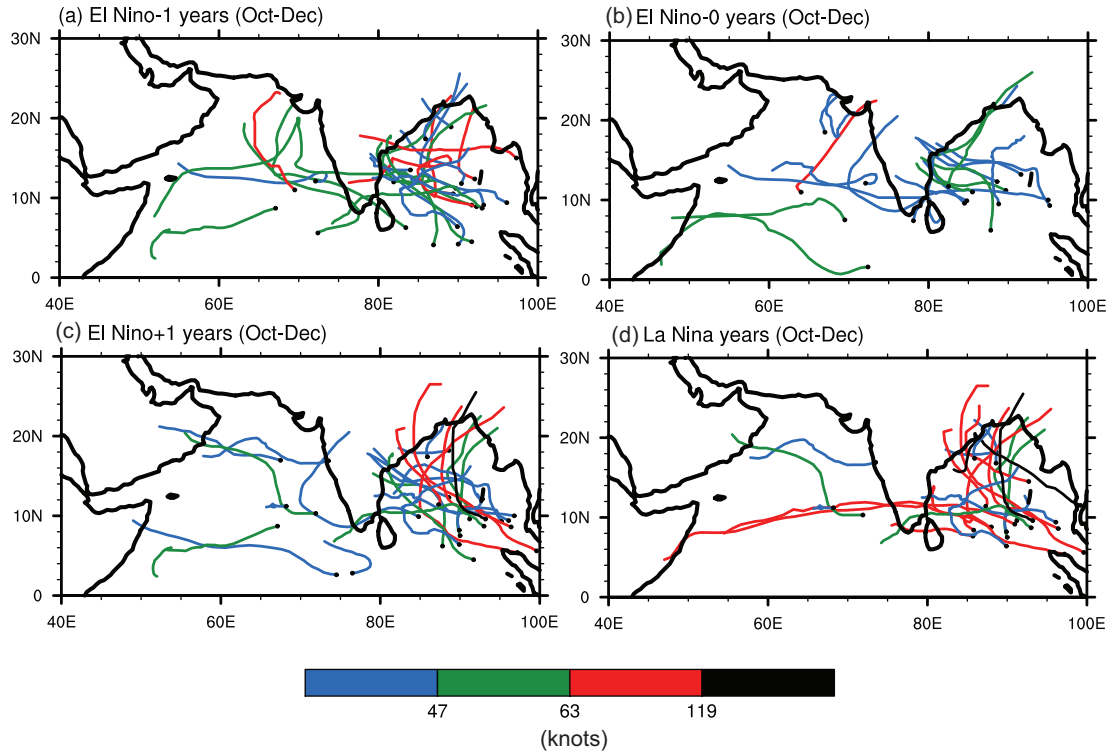 (a) El Nino-1 years (Oct-Dec)
(b) El Nino-0 years (Oct-Dec)
30N
20N
10N
0
40E 60E 80E 100E
30N
20N
10N
0
40E 60E 80E 100E
(c) El Nino+1 years (Oct-Dec)
(d) La Nina years (Oct-Dec)
30N
20N
10N
0
40E 60E 80E 100E
30N
20N
10N
0
40E 60E 80E 100E
47 63 119
(knots)